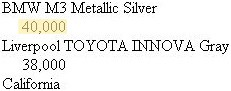 BMW M3 Metallic Silver
40,000
Liverpool TOYOTA INNOVA Gray
38,000
California